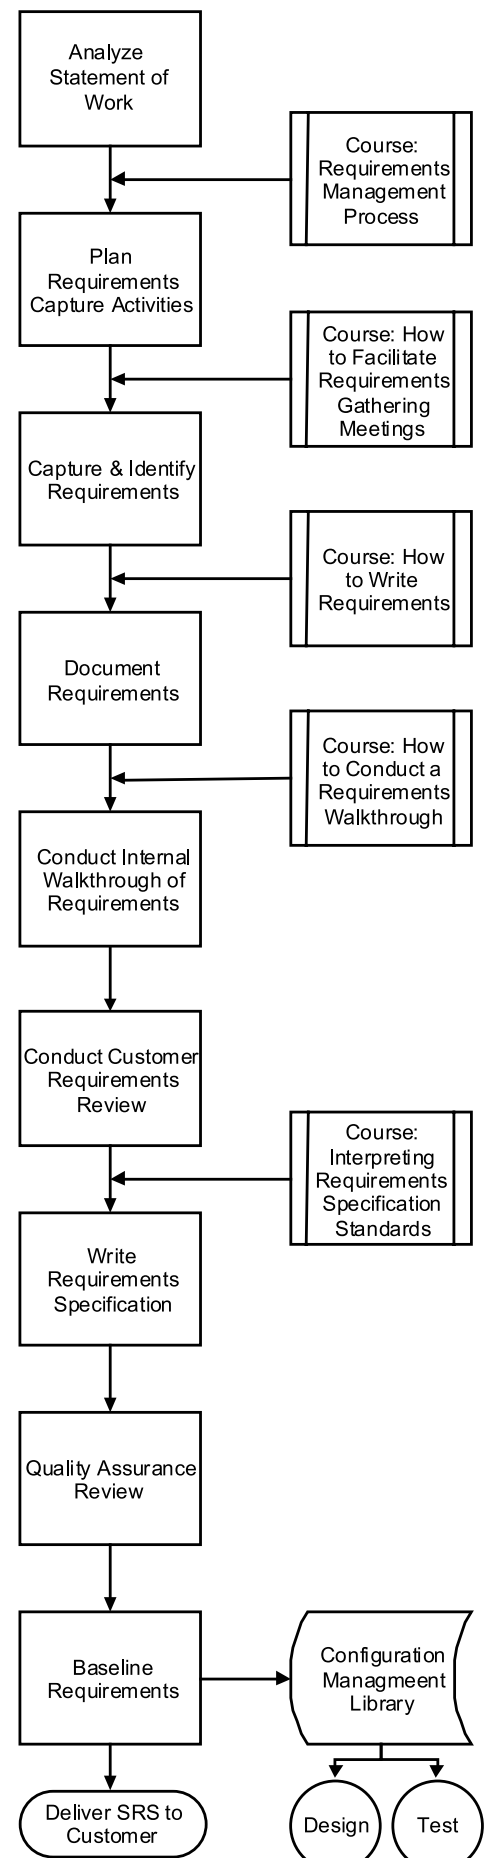 Analyze
Statement of
Work
Course:
Requirements
Management
Process
Plan
Requirements
Capture Activities
Course: How
to Facilitate
Requirements
Gathering
Meetings
Capture & Identify
Requirements
Course: How
to Write
Requirements
Document
Requirements
Course: How
to Conduct a
Requirements
Walkthrough
Conduct Internal
Walkthrough of
Requirements
Conduct Customer
Requirements
Review
Course:
Interpreting
Requirements
Specification
Standards
Write
Requirements
Specification
Quality Assurance
Review
Baseline
Requirements
Configuration
Managmeent
Library
Deliver SRS to
Customer
Design
Test